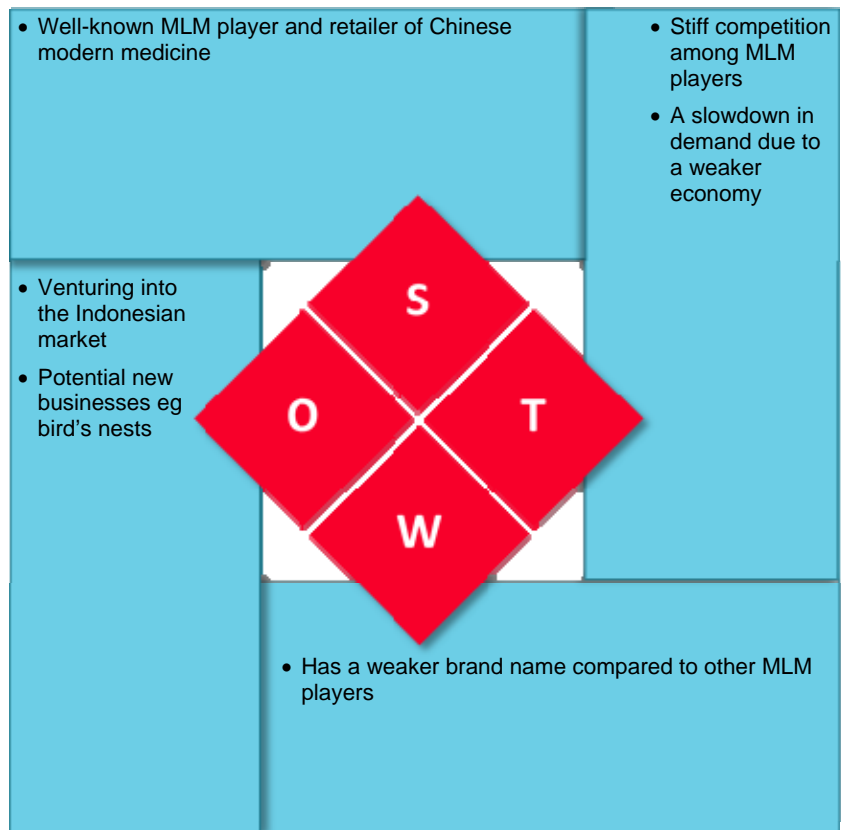 • Well-known MLM player and retailer of Chinese
modern medicine
• Stiff competition
among MLM
players
• A slowdown in
demand due to
a weaker
economy
• Venturing into
the Indonesian
market
• Potential new
businesses eg
bird's nests
S
O
T
W
• Has a weaker brand name compared to other MLM
players